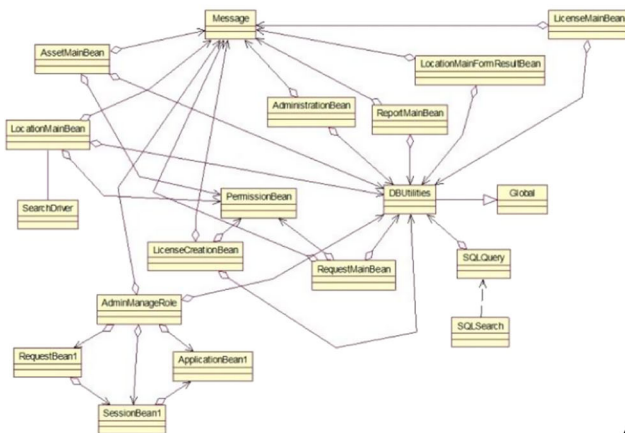 Message
LicenseMainBean
AssetMainBean
LocationMainFormResultBean
AdministrationBean
ReportMainBean
LocationMainBean
PermissionBean
DBUtilities
Global
SearchDriver
LicenseCreationBean
RequestMainBean
SQLQuery
AdminManageRole
SQLSearch
RequestBean1
ApplicationBean1
SessionBean1